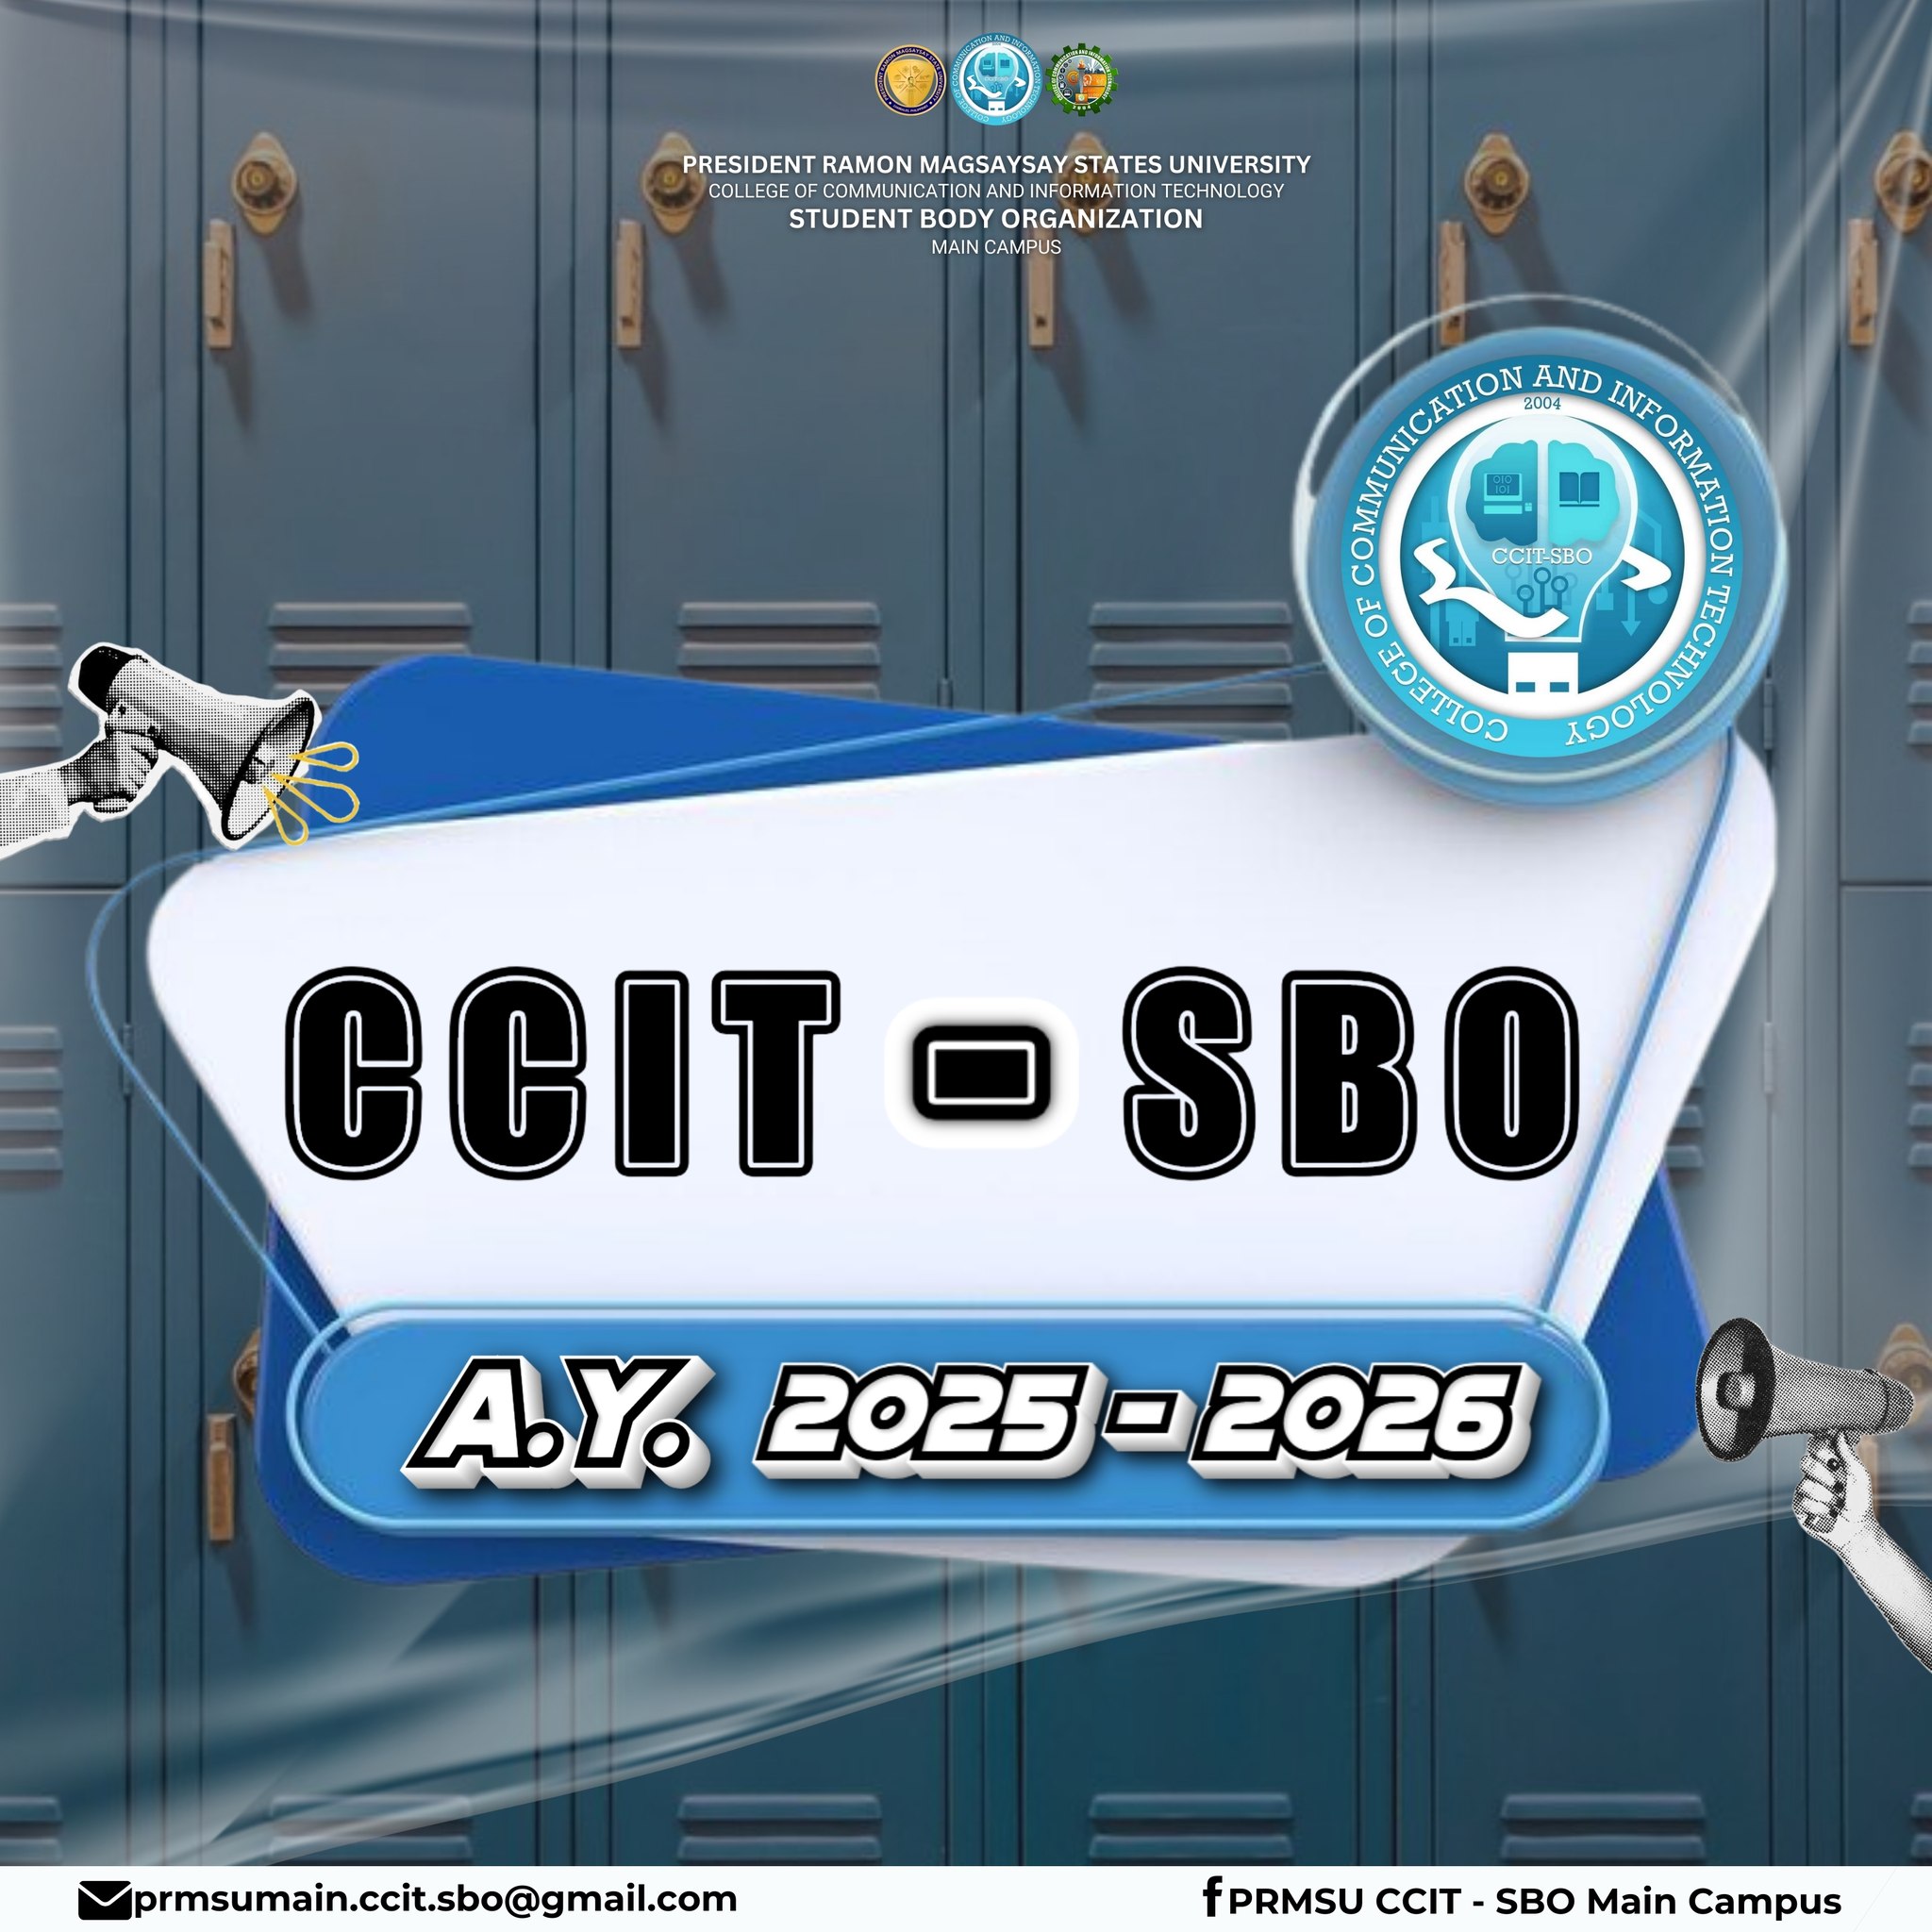 PRESIDENT RAMON MAGSAYSAY STATES UNIVERSITY
COLLEGE OF COMMUNICATION AND INFORMATION TECHNOLOGY
STUDENT BODY ORGANIZATION
MAIN CAMPUS
COLLEGE OF COMMUNICATION AND INFORMATION TECHNOLOGY
2004
010
101
CCIT-SBO
CCIT - SBO
A.Y. 2025 - 2026
prmsumain.ccit.sbo@gmail.com
PRMSU CCIT - SBO Main Campus